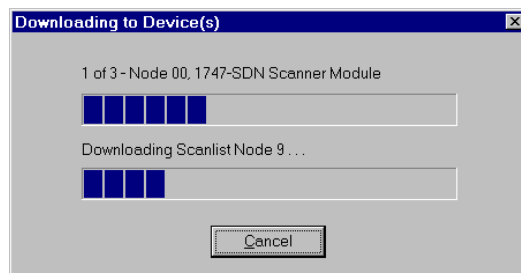 Downloading to Device(s)
1 of 3 - Node 00, 1747-SDN Scanner Module
Downloading Scanlist Node 9 . . .
Cancel